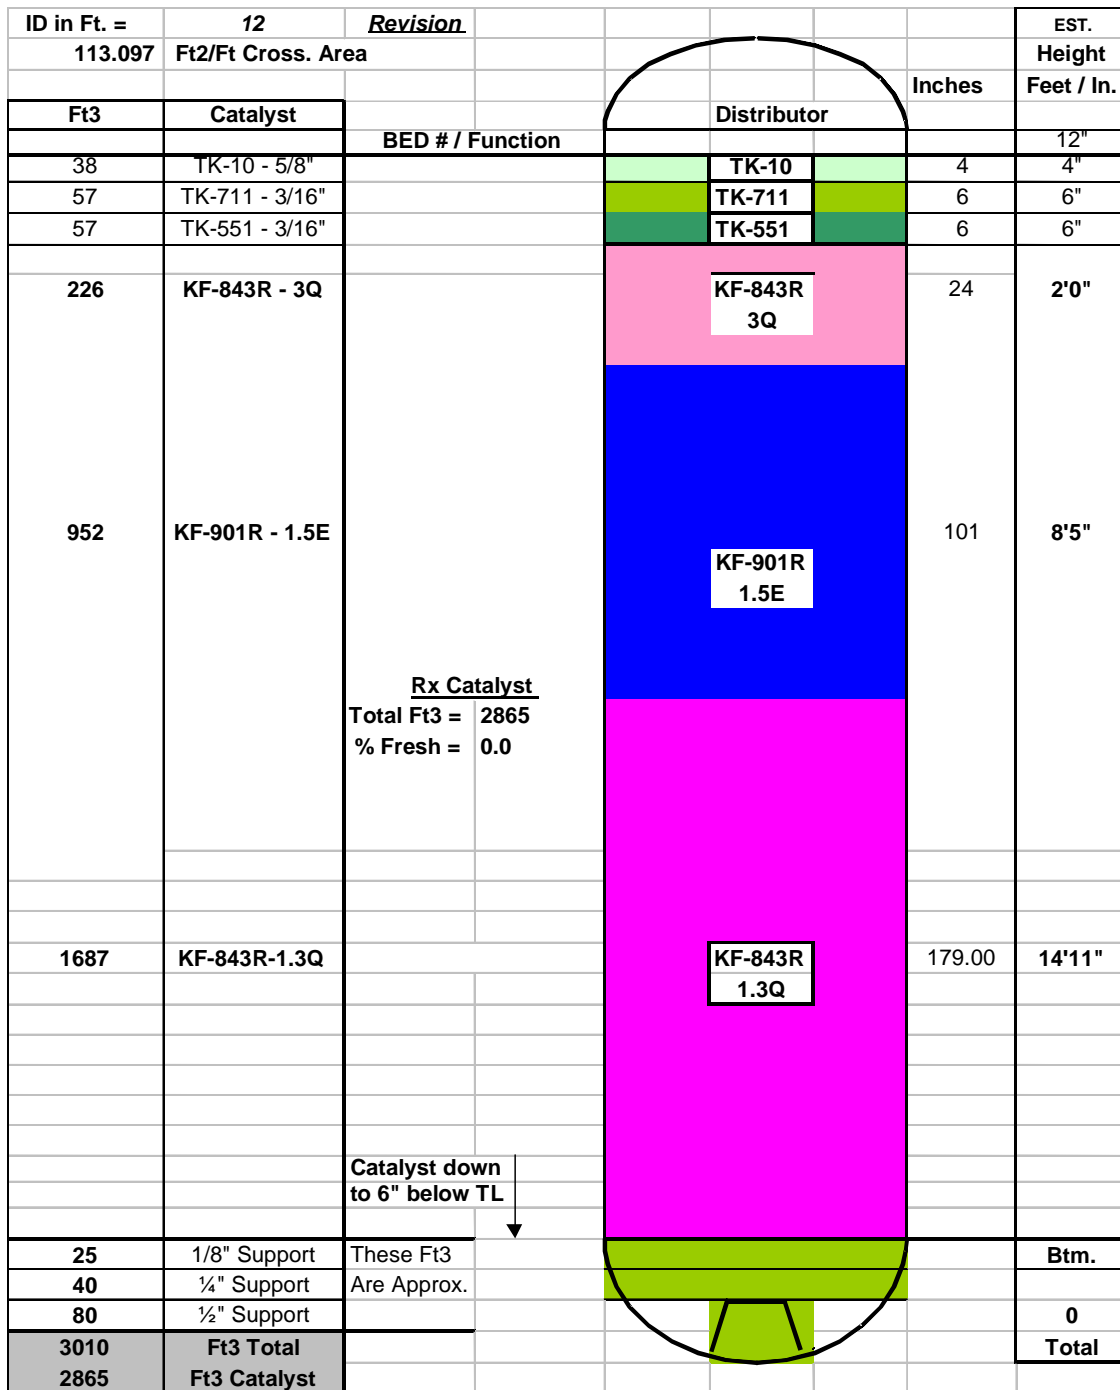 ID in Ft. = 12 Revision EST.
113.097 Ft2/Ft Cross. Area Height
Inches Feet / In.
Ft3 Catalyst Distributor
BED # / Function 12"
38 TK-10 - 5/8" TK-10 4 4"
57 TK-711 - 3/16" TK-711 6 6"
57 TK-551 - 3/16" TK-551 6 6"
226 KF-843R - 3Q KF-843R 24 2'0"
3Q
952 KF-901R - 1.5E 101 8'5"
KF-901R
1.5E
Rx Catalyst
Total Ft3 = 2865
% Fresh = 0.0
1687 KF-843R-1.3Q KF-843R 179.00 14'11"
1.3Q
Catalyst down
to 6" below TL
25 1/8" Support These Ft3 Btm.
40 ¼" Support Are Approx.
80 ½" Support 0
3010 Ft3 Total Total
2865 Ft3 Catalyst